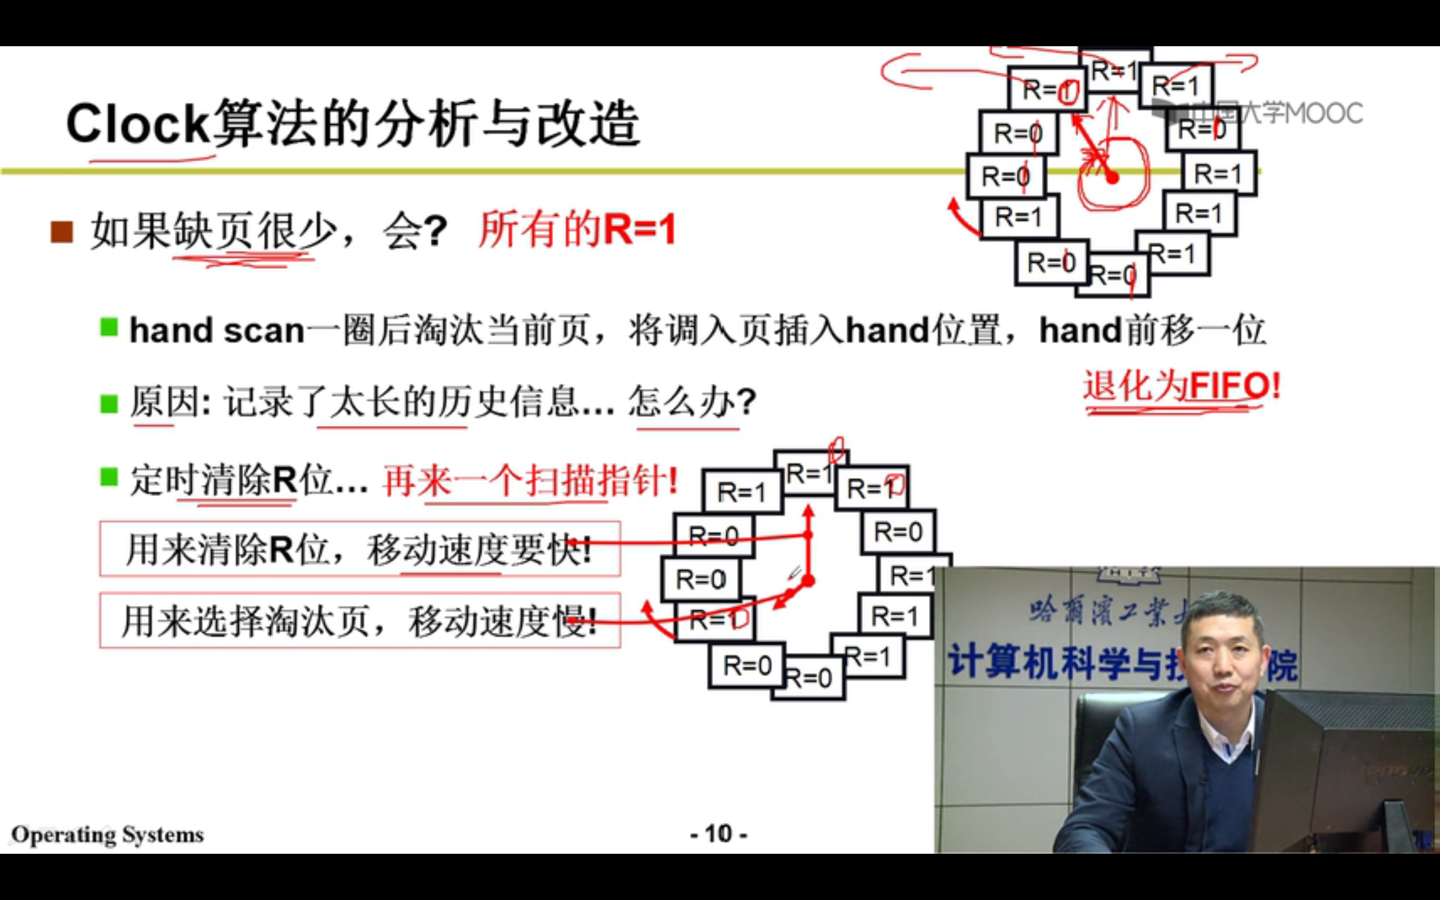 Clock算法的分析与改造
中国大学MOOC
如果缺页很少，会? 所有的R=1
R=1
R=1
R=1
R=0
R=0
R=0
R=1
R=1
R=1
R=0
R=1
R=0
hand scan一圈后淘汰当前页，将调入页插入hand位置，hand前移一位
退化为FIFO!
原因: 记录了太长的历史信息... 怎么办?
定时清除R位... 再来一个扫描指针!
用来清除R位，移动速度要快!
用来选择淘汰页，移动速度慢!
R=1
R=1
R=1
R=0
R=0
R=0
R=1
R=1
R=1
R=1
R=0
R=0
哈尔滨工业大
计算机科学与技
院
Operating Systems
- 10 -